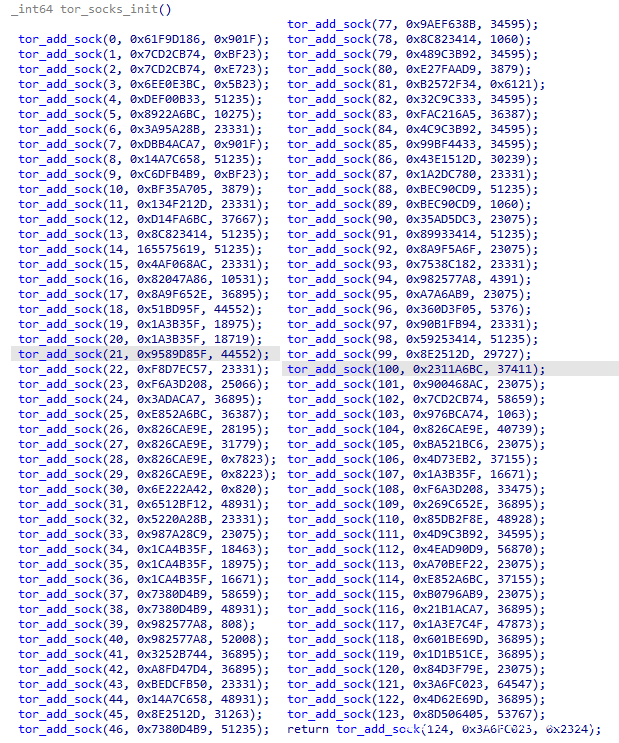 _int64 tor_socks_init()
tor_add_sock(0, 0x61F9D186, 0x901F);
tor_add_sock(1, 0x7CD2CB74, 0xBF23);
tor_add_sock(2, 0x7CD2CB74, 0xE723);
tor_add_sock(3, 0x6EE0E3BC, 0x5B23);
tor_add_sock(4, 0xDEF00B33, 51235);
tor_add_sock(5, 0x8922A6BC, 10275);
tor_add_sock(6, 0x3A95A28B, 23331);
tor_add_sock(7, 0xDBB4ACA7, 0x901F);
tor_add_sock(8, 0x14A7C658, 51235);
tor_add_sock(9, 0xC6DFB4B9, 0xBF23);
tor_add_sock(10, 0xBF35A705, 3879);
tor_add_sock(11, 0x134F212D, 23331);
tor_add_sock(12, 0xD14FA6BC, 37667);
tor_add_sock(13, 0x8C823414, 51235);
tor_add_sock(14, 165575619, 51235);
tor_add_sock(15, 0x4AF068AC, 23331);
tor_add_sock(16, 0x82047A86, 10531);
tor_add_sock(17, 0x8A9F652E, 36895);
tor_add_sock(18, 0x51BD95F, 44552);
tor_add_sock(19, 0x1A3B35F, 18975);
tor_add_sock(20, 0x1A3B35F, 18719);
tor_add_sock(21, 0x9589D85F, 44552);
tor_add_sock(22, 0xF8D7EC57, 23331);
tor_add_sock(23, 0xF6A3D208, 25066);
tor_add_sock(24, 0x3ADACA7, 36895);
tor_add_sock(25, 0xE852A6BC, 36387);
tor_add_sock(26, 0x826CAE9E, 28195);
tor_add_sock(27, 0x826CAE9E, 31779);
tor_add_sock(28, 0x826CAE9E, 0x7823);
tor_add_sock(29, 0x826CAE9E, 0x8223);
tor_add_sock(30, 0x6E222A42, 0x820);
tor_add_sock(31, 0x6512BF12, 48931);
tor_add_sock(32, 0x5220A28B, 23331);
tor_add_sock(33, 0x987A28C9, 23075);
tor_add_sock(34, 0x1CA4B35F, 18463);
tor_add_sock(35, 0x1CA4B35F, 18975);
tor_add_sock(36, 0x1CA4B35F, 16671);
tor_add_sock(37, 0x7380D4B9, 58659);
tor_add_sock(38, 0x7380D4B9, 48931);
tor_add_sock(39, 0x982577A8, 808);
tor_add_sock(40, 0x982577A8, 52008);
tor_add_sock(41, 0x3252B744, 36895);
tor_add_sock(42, 0xA8FD47D4, 36895);
tor_add_sock(43, 0xBEDCFB50, 23331);
tor_add_sock(44, 0x14A7C658, 48931);
tor_add_sock(45, 0x8E2512D, 31263);
tor_add_sock(46, 0x7380D4B9, 51235);
tor_add_sock(77, 0x9AEF638B, 34595);
tor_add_sock(78, 0x8C823414, 1060);
tor_add_sock(79, 0x489C3B92, 34595);
tor_add_sock(80, 0xE27FAAD9, 3879);
tor_add_sock(81, 0xB2572F34, 0x6121);
tor_add_sock(82, 0x32C9C333, 34595);
tor_add_sock(83, 0xFAC216A5, 36387);
tor_add_sock(84, 0x4C9C3B92, 34595);
tor_add_sock(85, 0x99BF4433, 34595);
tor_add_sock(86, 0x43E1512D, 30239);
tor_add_sock(87, 0x1A2DC780, 23331);
tor_add_sock(88, 0xBEC90CD9, 51235);
tor_add_sock(89, 0xBEC90CD9, 1060);
tor_add_sock(90, 0x35AD5DC3, 23075);
tor_add_sock(91, 0x89933414, 51235);
tor_add_sock(92, 0x8A9F5A6F, 23075);
tor_add_sock(93, 0x7538C182, 23331);
tor_add_sock(94, 0x982577A8, 4391);
tor_add_sock(95, 0xA7A6AB9, 23075);
tor_add_sock(96, 0x360D3F05, 5376);
tor_add_sock(97, 0x90B1FB94, 23331);
tor_add_sock(98, 0x59253414, 51235);
tor_add_sock(99, 0x8E2512D, 29727);
tor_add_sock(100, 0x2311A6BC, 37411);
tor_add_sock(101, 0x900468AC, 23075);
tor_add_sock(102, 0x7CD2CB74, 58659);
tor_add_sock(103, 0x976BCA74, 1063);
tor_add_sock(104, 0x826CAE9E, 40739);
tor_add_sock(105, 0xBA521BC6, 23075);
tor_add_sock(106, 0x4D73EB2, 37155);
tor_add_sock(107, 0x1A3B35F, 16671);
tor_add_sock(108, 0xF6A3D208, 33475);
tor_add_sock(109, 0x269C652E, 36895);
tor_add_sock(110, 0x85DB2F8E, 48928);
tor_add_sock(111, 0x4D9C3B92, 34595);
tor_add_sock(112, 0x4EAD90D9, 56870);
tor_add_sock(113, 0xA70BEF22, 23075);
tor_add_sock(114, 0xE852A6BC, 37155);
tor_add_sock(115, 0xB0796AB9, 23075);
tor_add_sock(116, 0x21B1ACA7, 36895);
tor_add_sock(117, 0x1A3E7C4F, 47873);
tor_add_sock(118, 0x601BE69D, 36895);
tor_add_sock(119, 0x1D1B51CE, 36895);
tor_add_sock(120, 0x84D3F79E, 23075);
tor_add_sock(121, 0x3A6FC023, 64547);
tor_add_sock(122, 0x4D62E69D, 36895);
tor_add_sock(123, 0x8D506405, 53767);
return tor_add_sock(124, 0x3A6FC023, 0x2324);